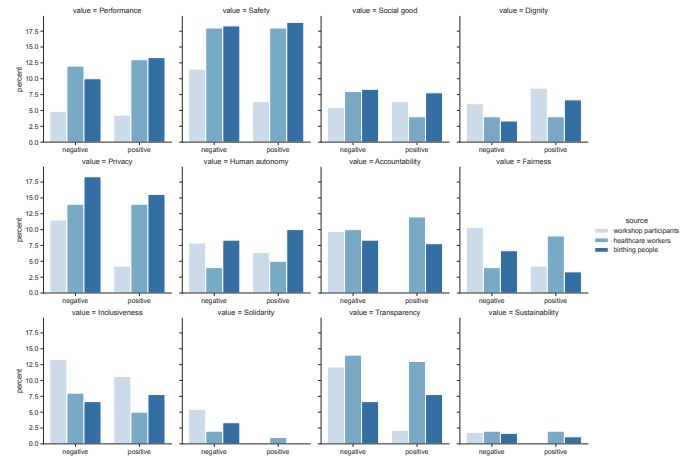 value = Performance
value = Safety
value = Social good
value = Dignity
percent
17.5
15.0
12.5
10.0
7.5
5.0
2.5
0.0
negative positive
negative positive
negative positive
negative positive
value = Privacy
value = Human autonomy
value = Accountability
value = Fairness
percent
17.5
15.0
12.5
10.0
7.5
5.0
2.5
0.0
negative positive
negative positive
negative positive
negative positive
source
workshop participants
healthcare workers
birthing people
value = Inclusiveness
value = Solidarity
value = Transparency
value = Sustainability
percent
17.5
15.0
12.5
10.0
7.5
5.0
2.5
0.0
negative positive
negative positive
negative positive
negative positive